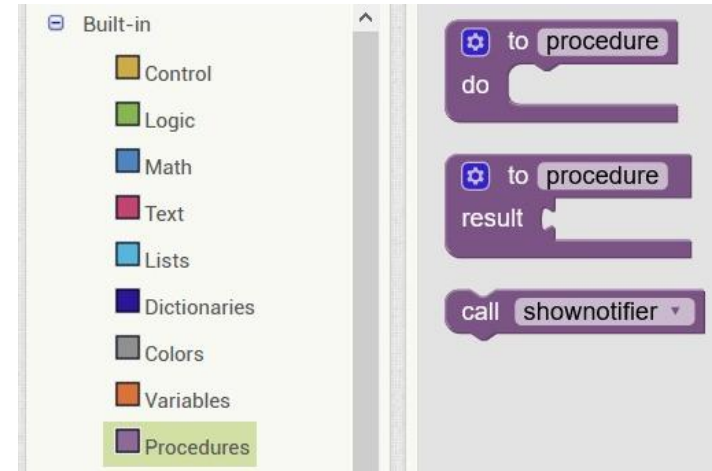 Built-in
Control
Logic
Math
Text
Lists
Dictionaries
Colors
Variables
Procedures
to procedure
do
to procedure
result
call shownotifier